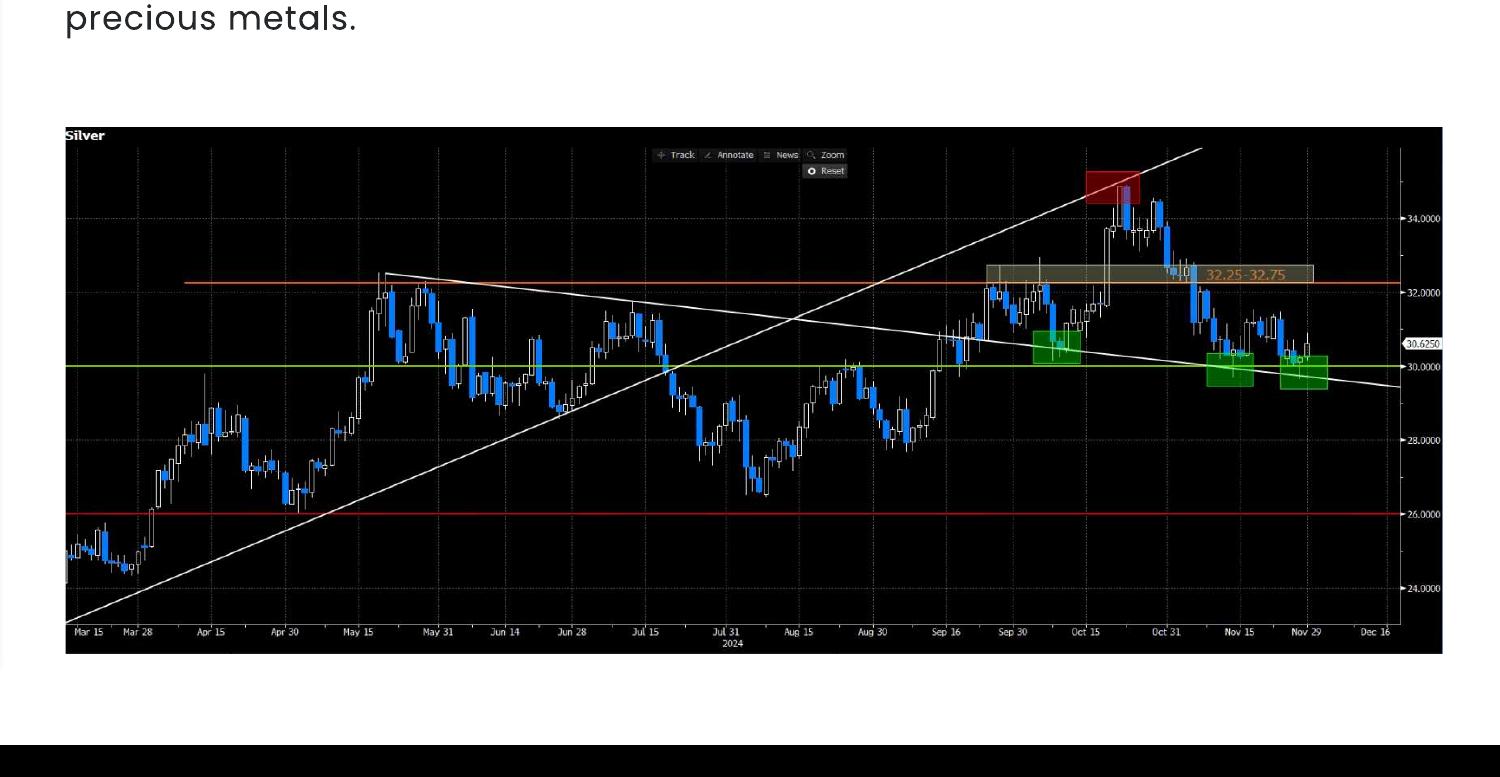 precious metals.
Silver
Track Annotate News Zoom
Reset
34.0000
32.25-32.75
32.0000
30.6250
30.0000
28.0000
26.0000
24.0000
Mar 15 Mar 28 Apr 15 Apr 30 May 15 May 31 Jun 14 Jun 28 Jul 15 Jul 31 Aug 15 Aug 30 Sep 16 Sep 30 Oct 15 Oct 31 Nov 15 Nov 29 Dec 16
2024